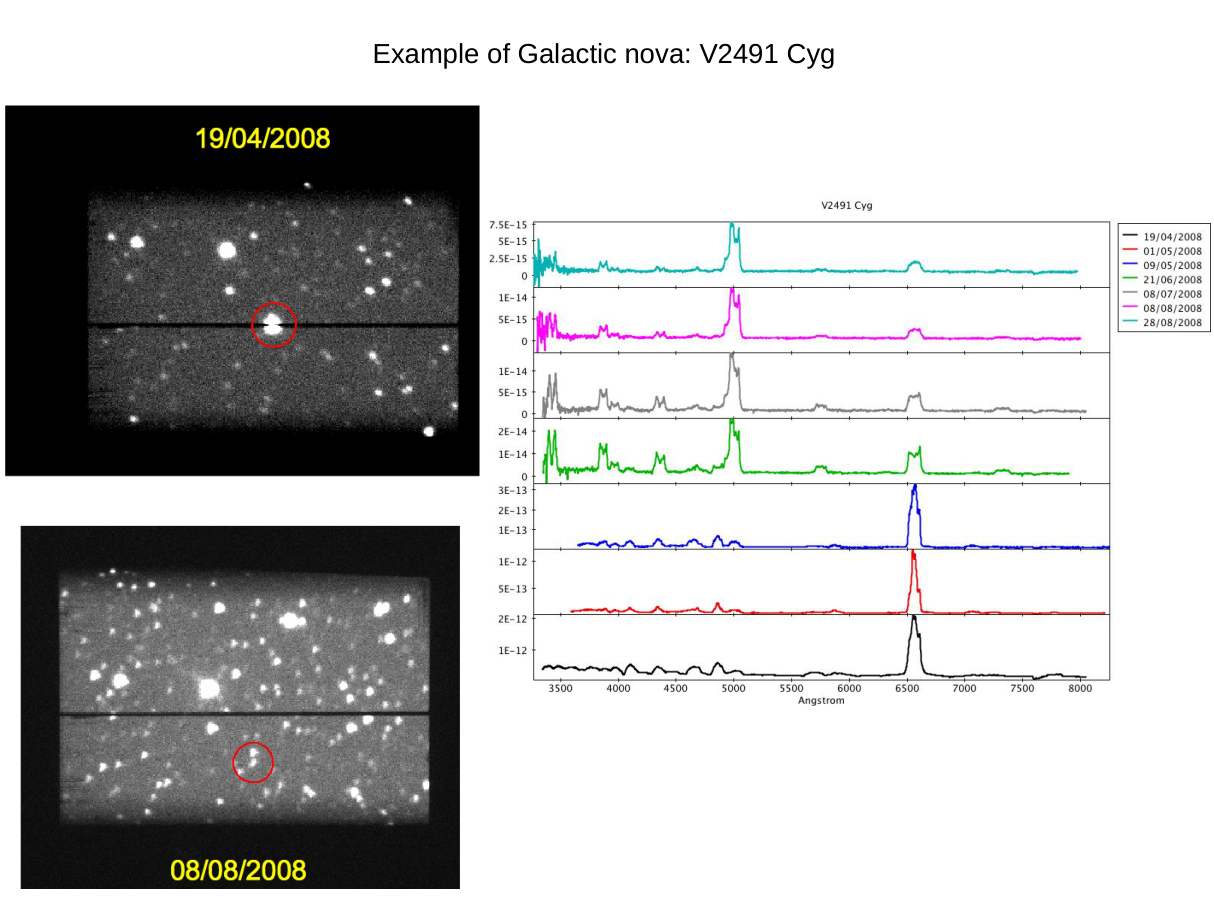 Example of Galactic nova: V2491 Cyg
19/04/2008
08/08/2008
V2491 Cyg
7.5E−15
5E−15
2.5E−15
0
1E−14
5E−15
0
1E−14
5E−15
0
2E−14
1E−14
0
3E−13
2E−13
1E−13
1E−12
5E−13
2E−12
1E−12
3500 4000 4500 5000 5500 6000 6500 7000 7500 8000
Angstrom
19/04/2008
01/05/2008
09/05/2008
21/06/2008
08/07/2008
08/08/2008
28/08/2008